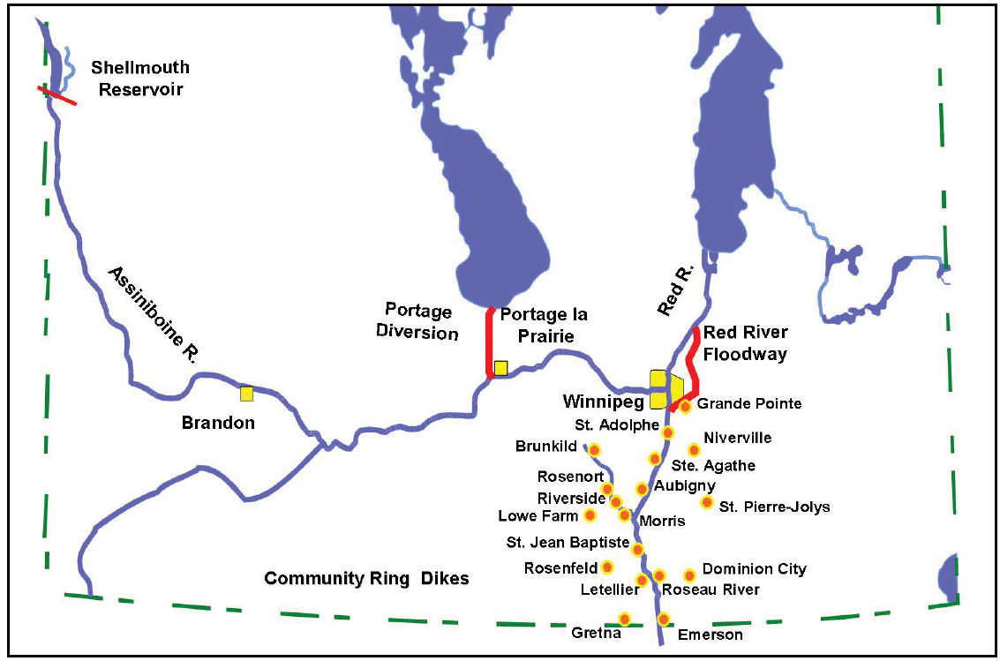 Shellmouth
Reservoir
Assiniboine R.
Portage
Diversion
Portage la
Prairie
Red R.
Red River
Floodway
Brandon
Winnipeg
Grande Pointe
St. Adolphe
Niverville
Brunkild
Ste. Agathe
Rosenort
Aubigny
Riverside
St. Pierre-Jolys
Lowe Farm
Morris
St. Jean Baptiste
Rosenfeld
Dominion City
Community Ring Dikes
Letellier
Roseau River
Gretna
Emerson